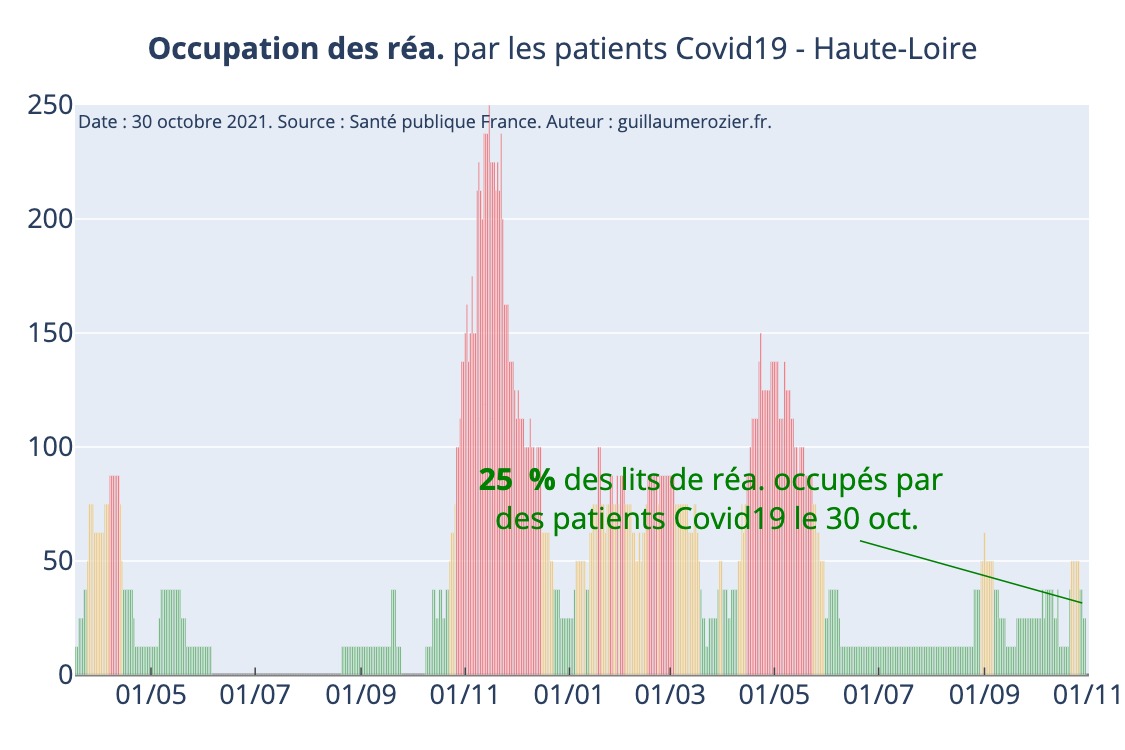 Occupation des réa. par les patients Covid19 - Haute-Loire
250
Date : 30 octobre 2021. Source : Santé publique France. Auteur : guillaumerozier.fr.
200
150
100
25 % des lits de réa. occupés par
des patients Covid19 le 30 oct.
50
0
01/05 01/07 01/09 01/11 01/01 01/03 01/05 01/07 01/09 01/11